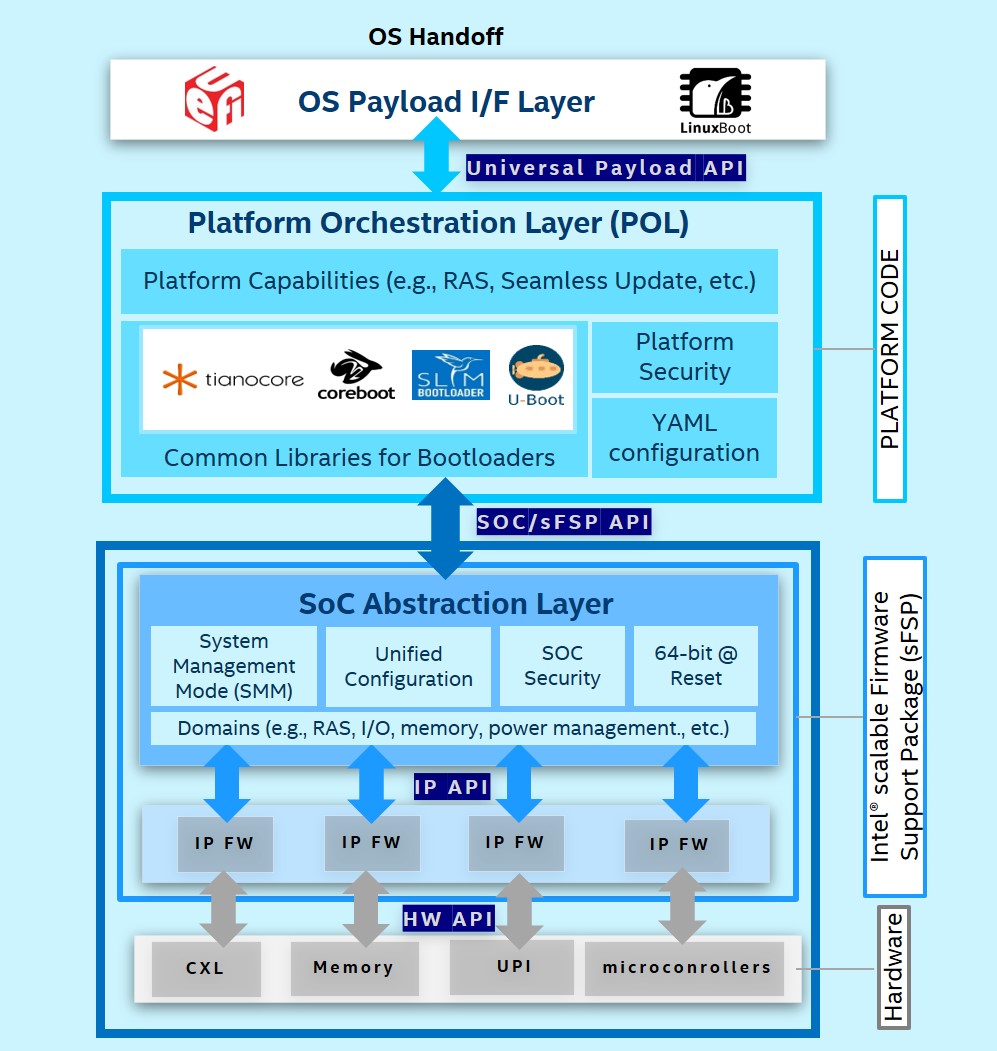 OS Handoff
uefi
OS Payload I/F Layer
LB
LinuxBoot
Universal Payload API
Platform Orchestration Layer (POL)
Platform Capabilities (e.g., RAS, Seamless Update, etc.)
tianocore
coreboot
SLIM
BOOTLOADER
U-Boot
Common Libraries for Bootloaders
Platform
Security
YAML
configuration
PLATFORM CODE
SOC/sFSP API
SoC Abstraction Layer
System
Management
Mode (SMM)
Unified
Configuration
SOC
Security
64-bit @
Reset
Domains (e.g., RAS, I/O, memory, power management., etc.)
IP API
IP FW
IP FW
IP FW
IP FW
Intel® scalable Firmware
Support Package (sFSP)
HW API
CXL
Memory
UPI
microconrollers
Hardware